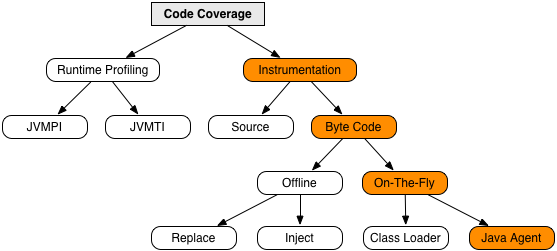 Code Coverage
Runtime Profiling
Instrumentation
JVMPI
JVMTI
Source
Byte Code
Offline
On-The-Fly
Replace
Inject
Class Loader
Java Agent